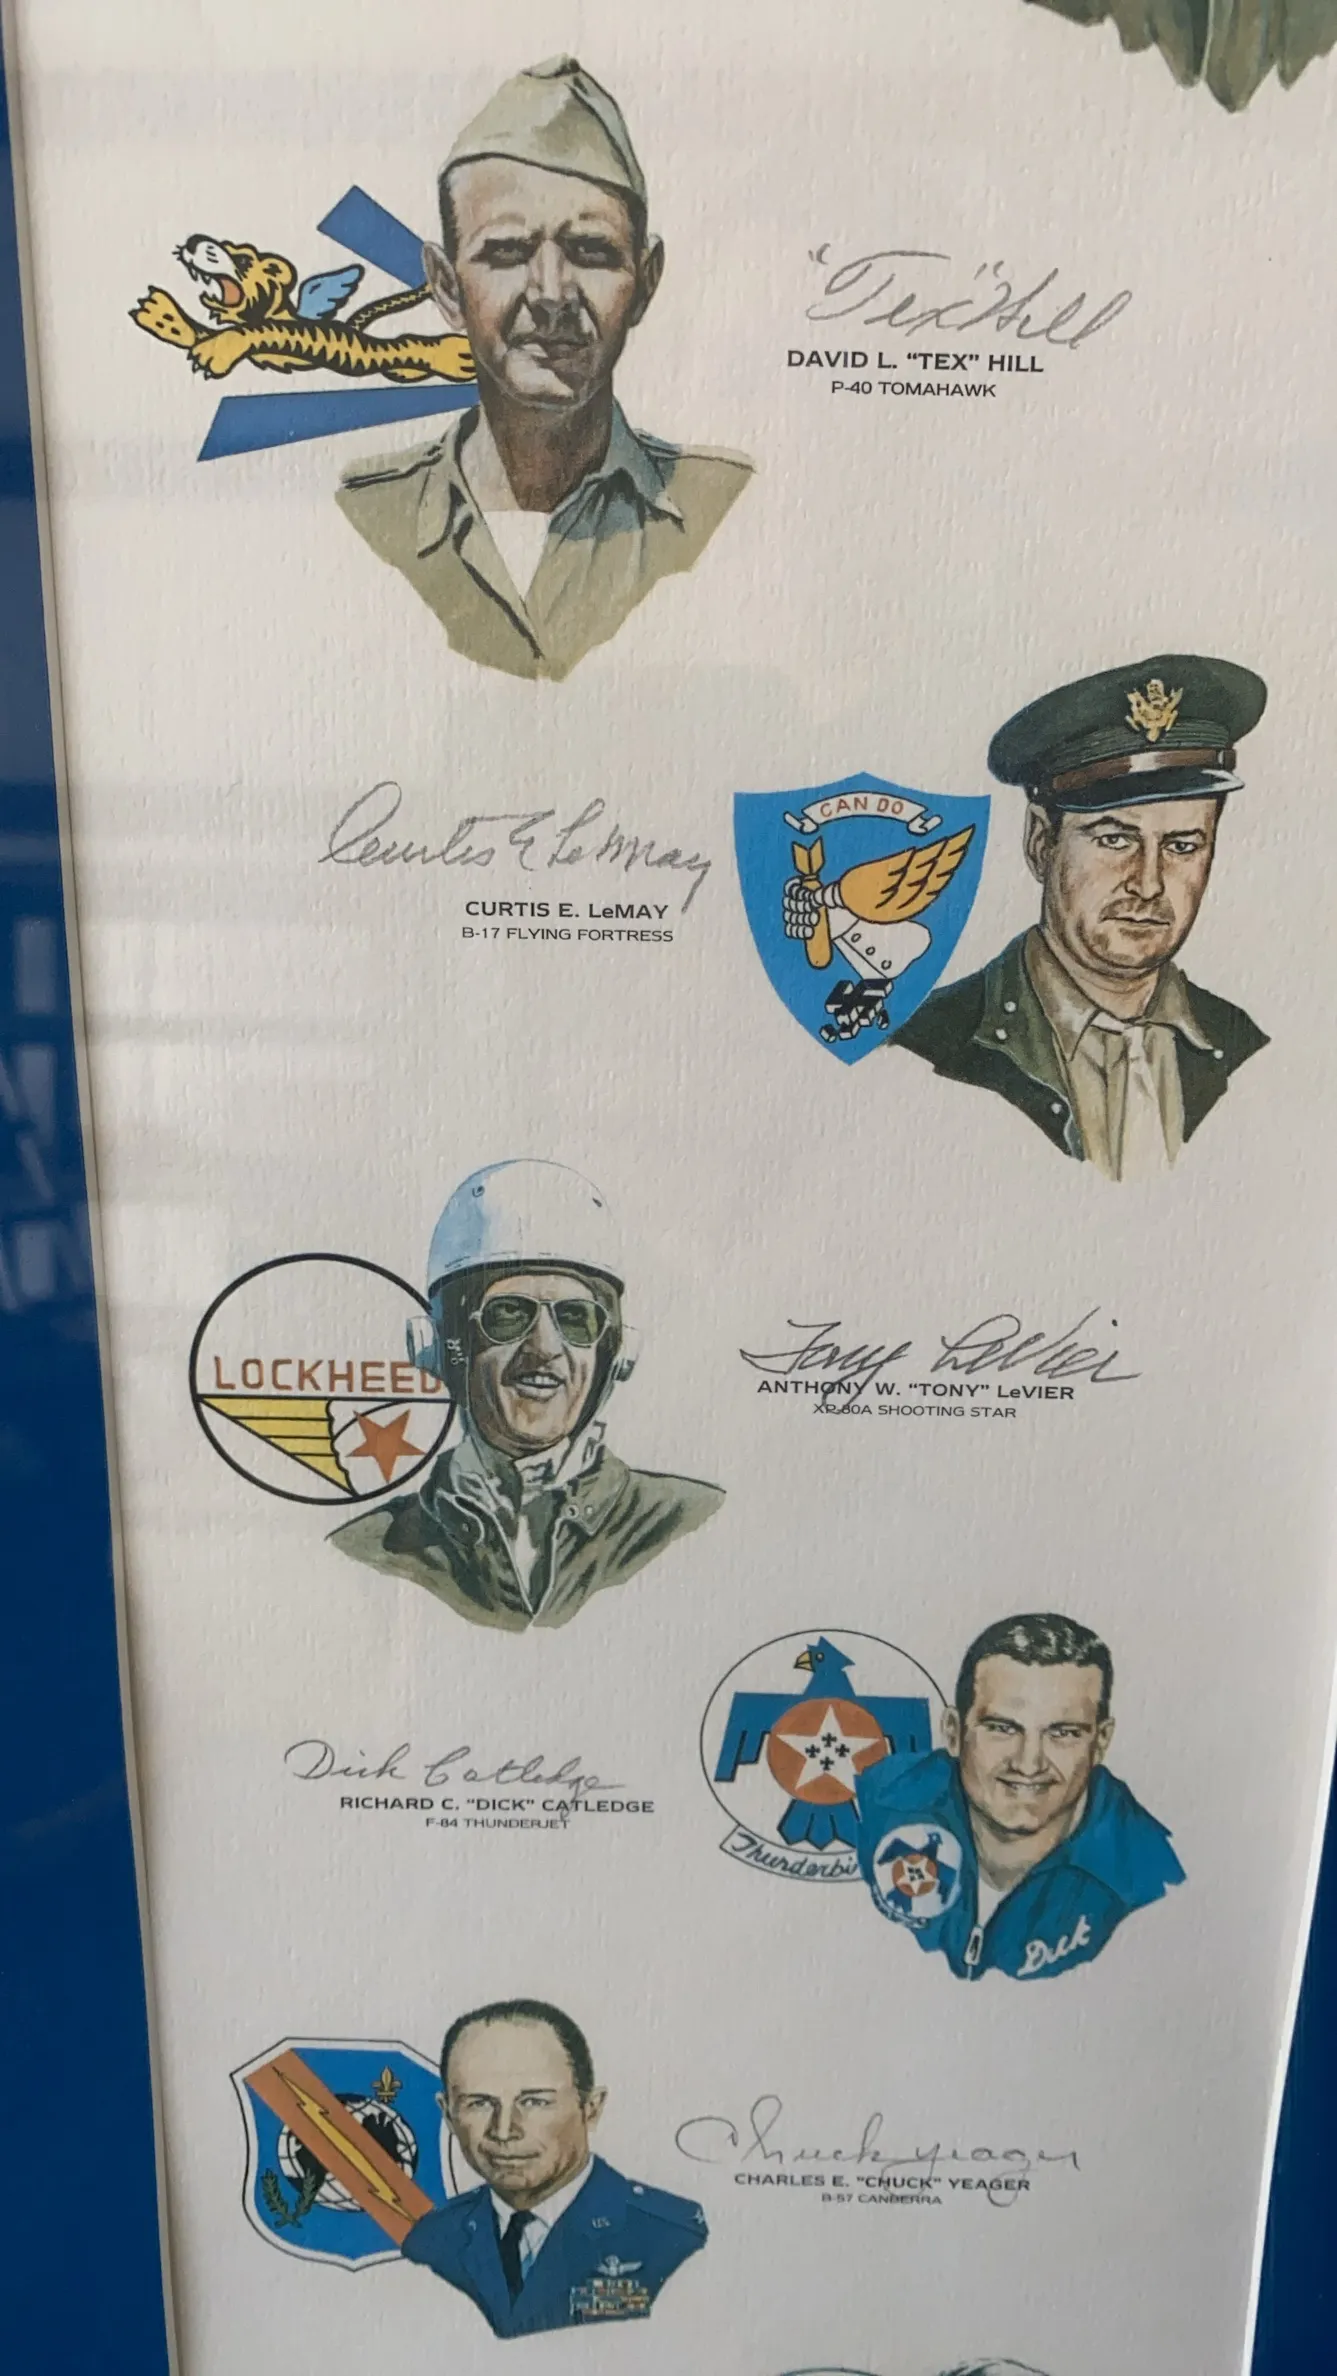 "Tex" Hill
DAVID L. "TEX" HILL
P-40 TOMAHAWK
CAN DO
Curtis E LeMay
CURTIS E. LeMAY
B-17 FLYING FORTRESS
LOCKHEED
Tony LeVier
ANTHONY W. "TONY" LeVIER
XP-80A SHOOTING STAR
Dick Catledge
RICHARD C. "DICK" CATLEDGE
F-84 THUNDERJET
Thunderbi
Dick
Chuck Yeager
CHARLES E. "CHUCK" YEAGER
B-57 CANBERRA
US